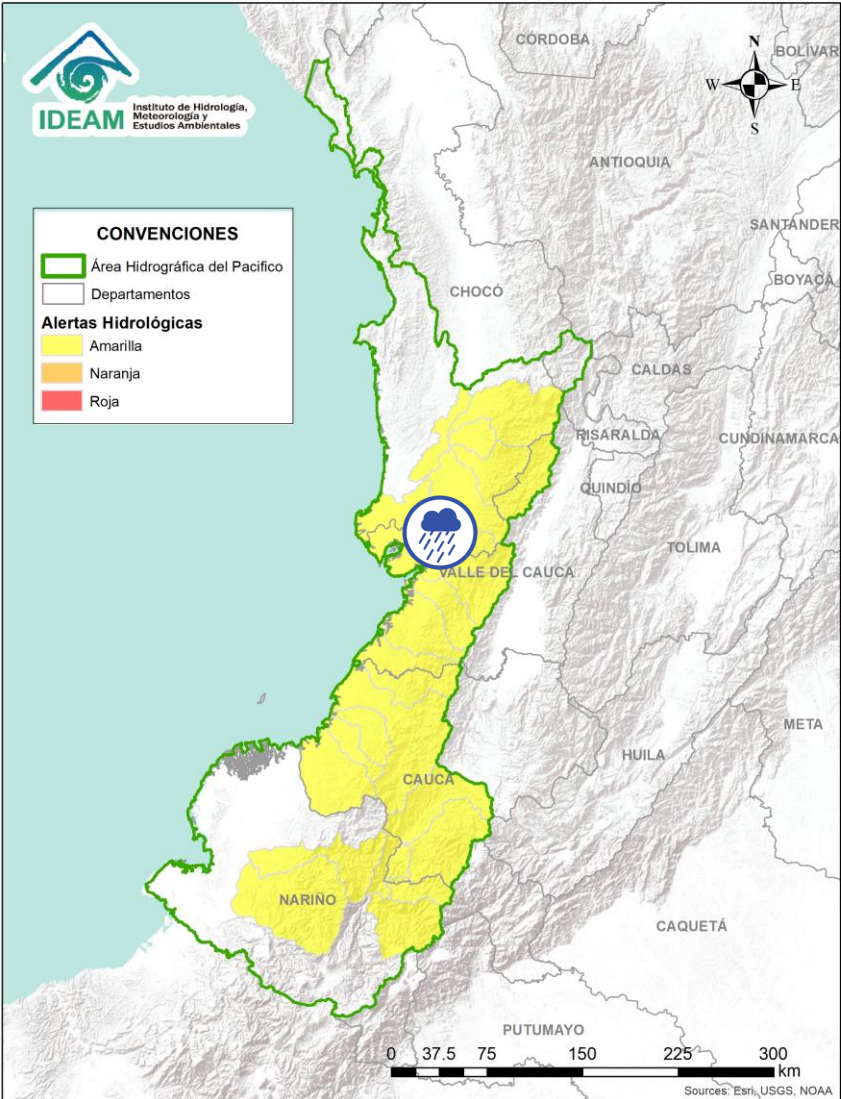 IDEAM
Instituto de Hidrología,
Meteorología y
Estudios Ambientales
N
W
E
S
CÓRDOBA
BOLÍVAR
ANTIOQUIA
SANTANDER
BOYACÁ
CHOCÓ
CONVENCIONES
Área Hidrográfica del Pacifico
Departamentos
Alertas Hidrológicas
Amarilla
Naranja
Roja
CALDAS
RISARALDA
CUNDINAMARCA
QUINDÍO
TOLIMA
VALLE DEL CAUCA
META
HUILA
CAUCA
NARIÑO
CAQUETÁ
PUTUMAYO
0 37.5 75 150 225 300
km
Sources: Esri, USGS, NOAA